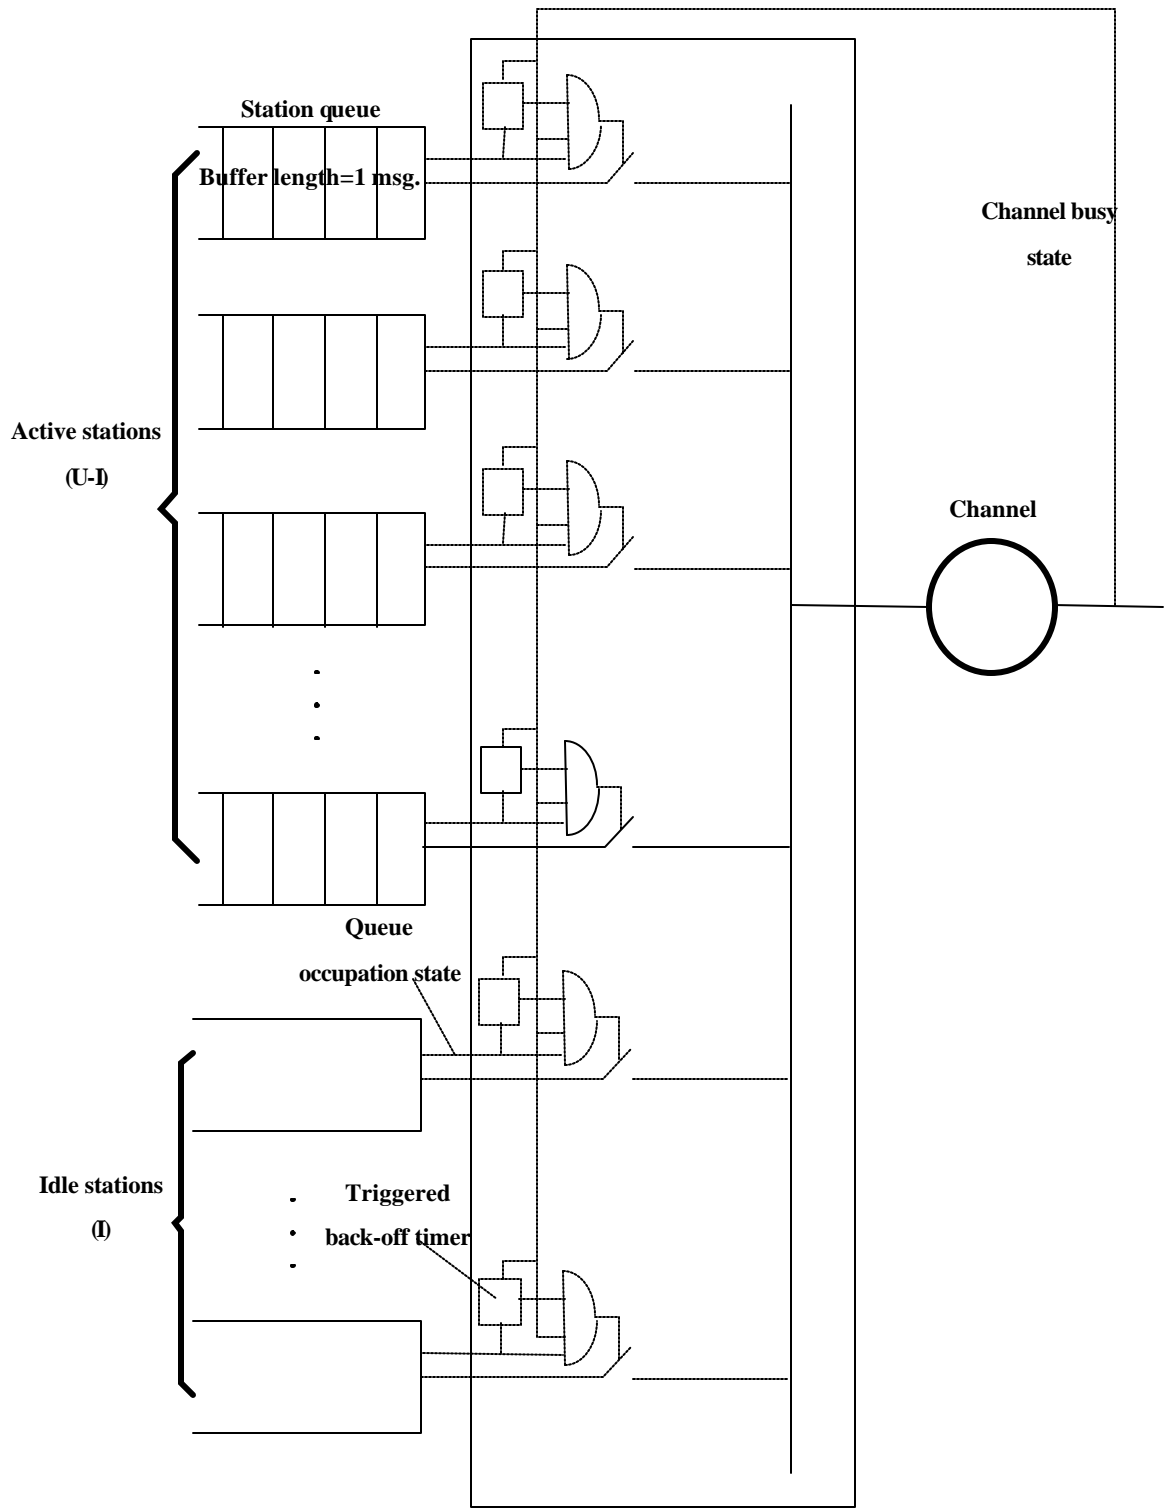 Station queue
Buffer length=1 msg.
Channel busy
state
Active stations
(U-I)
Channel
Queue
occupation state
Idle stations
(I)
Triggered
back-off timer